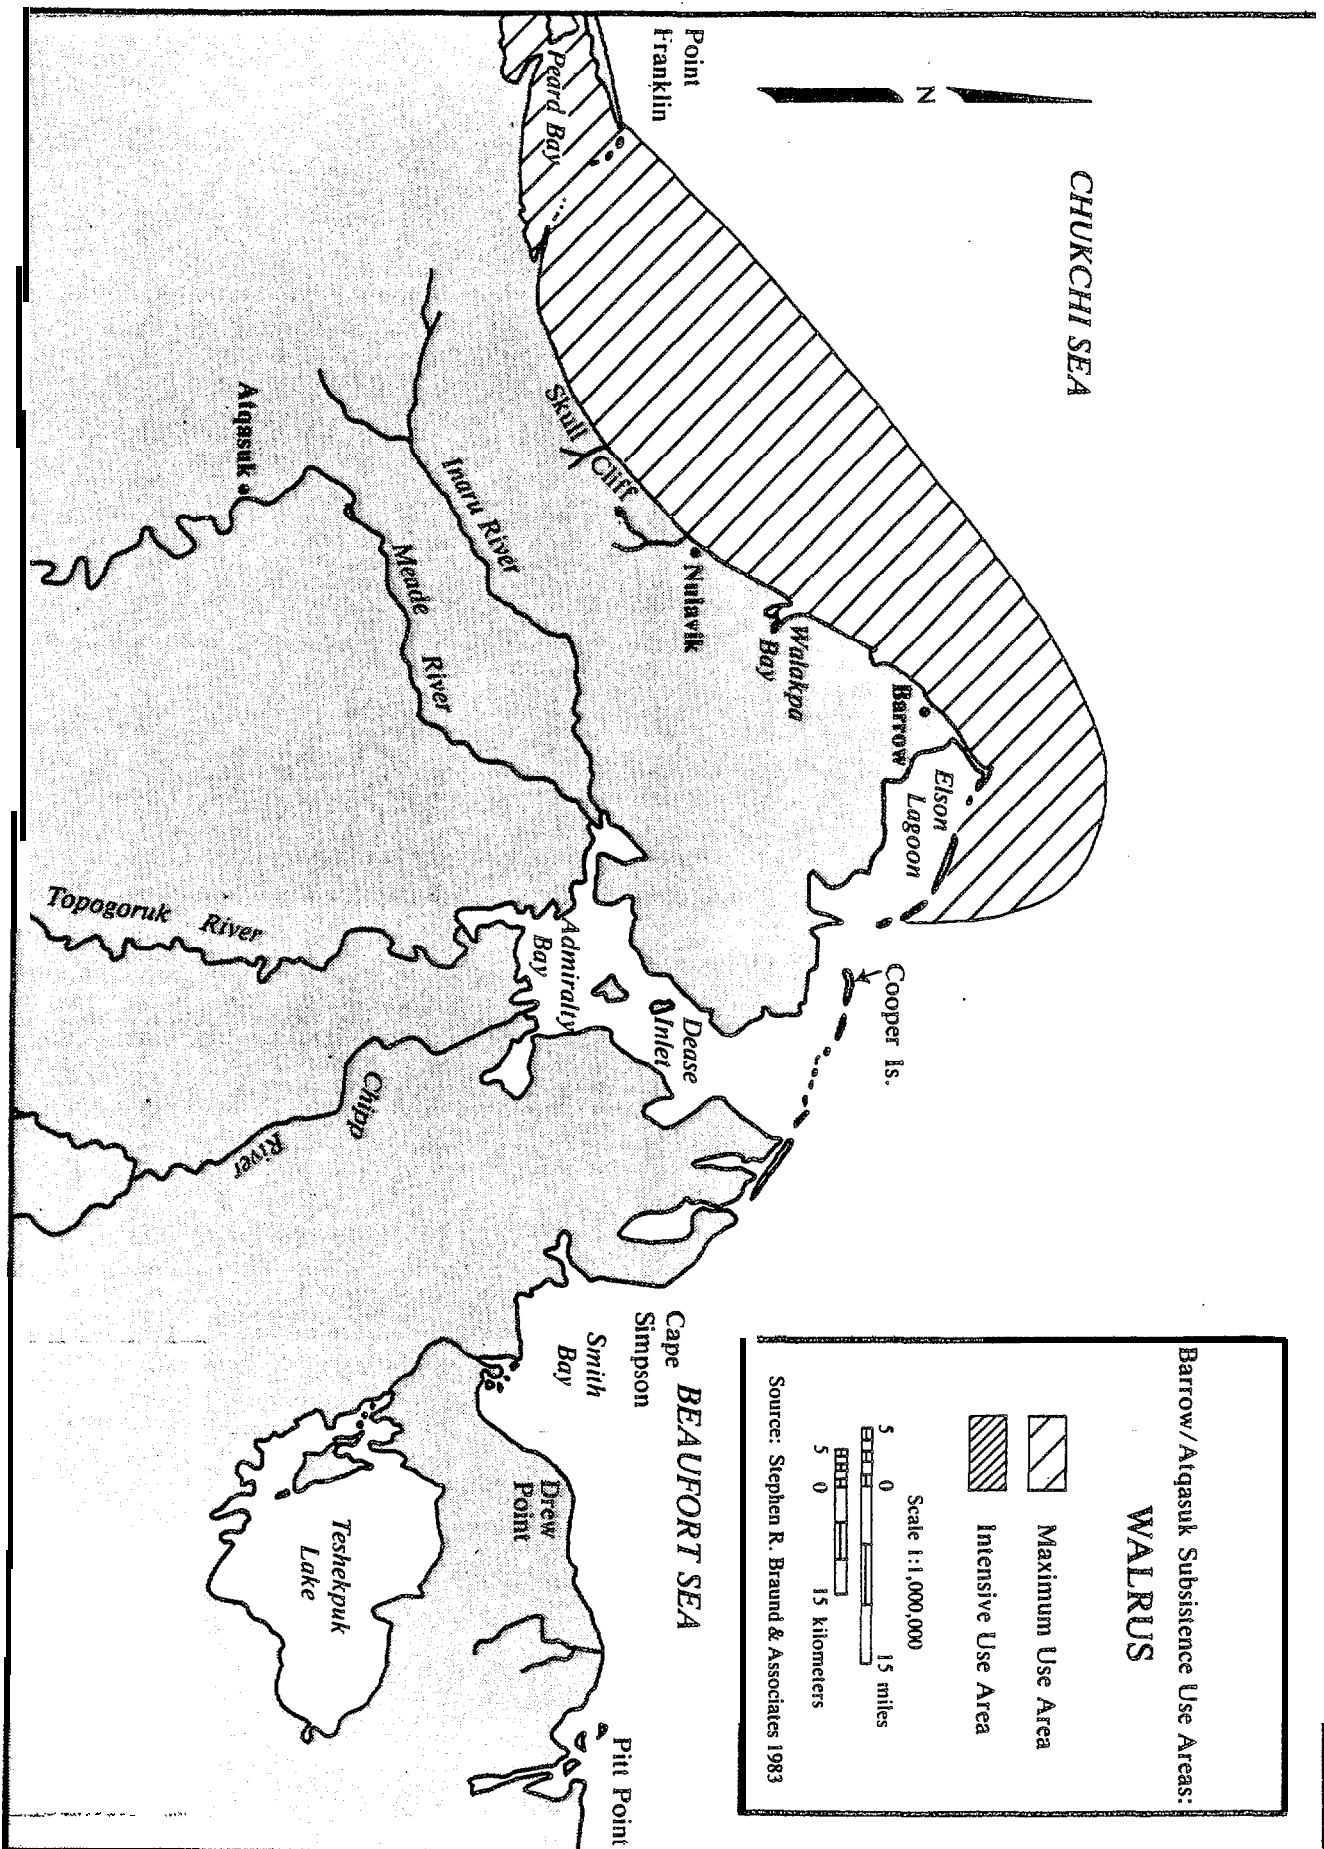 Barrow/Atqasuk Subsistence Use Areas:
WALRUS
Maximum Use Area
Intensive Use Area
Scale 1:1,000,000
5 0 15 miles
5 0 15 kilometers
Source: Stephen R. Braund & Associates 1983
CHUKCHI SEA
N
Point
Franklin
Peard Bay
Skull
Cliff
Nulavik
Walakpa
Bay
Barrow
Elson
Lagoon
Cooper Is.
Inaru River
Meade
River
Atqasuk
Admiralty
Bay
Dease
Inlet
Topogoruk River
Chipp
River
Cape
Simpson
BEAUFORT SEA
Smith
Bay
Drew
Point
Teshekpuk
Lake
Pitt Point